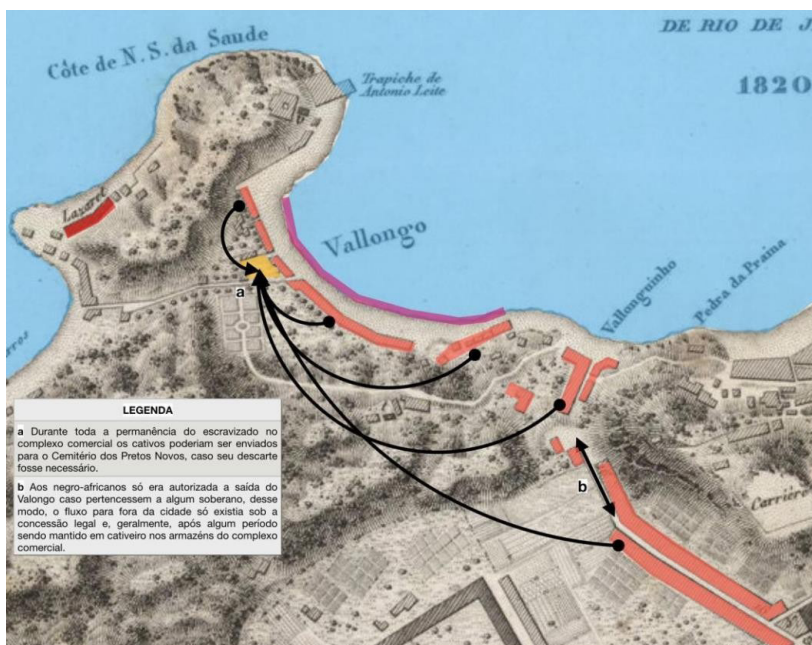 DE RIO DE J
1820
Côte de N. S. da Saude
Trapiche de
Antonio Leite
Lazaret
Vallongo
a
Vallonguinho
Pedra da Praina
b
Carrière
LEGENDA
a Durante toda a permanência do escravizado no
complexo comercial os cativos poderiam ser enviados
para o Cemitério dos Pretos Novos, caso seu descarte
fosse necessário.
b Aos negro-africanos só era autorizada a saída do
Valongo caso pertencessem a algum soberano, desse
modo, o fluxo para fora da cidade só existia sob a
concessão legal e, geralmente, após algum período
sendo mantido em cativeiro nos armazéns do complexo
comercial.